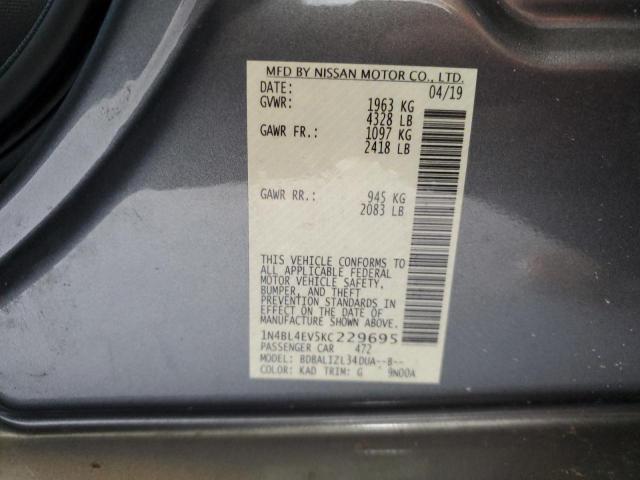 MFD BY NISSAN MOTOR CO., LTD.
DATE: 04/19
GVWR: 1963 KG
4328 LB
GAWR FR.: 1097 KG
2418 LB
GAWR RR.: 945 KG
2083 LB
THIS VEHICLE CONFORMS TO
ALL APPLICABLE FEDERAL
MOTOR VEHICLE SAFETY,
BUMPER, AND THEFT
PREVENTION STANDARDS IN
EFFECT ON THE DATE OF
MANUFACTURE SHOWN ABOVE.
1N4BL4EV5KC229695
PASSENGER CAR 472
MODEL: BDBALIZL34DUA--B--
COLOR: KAD TRIM: G 9N00A